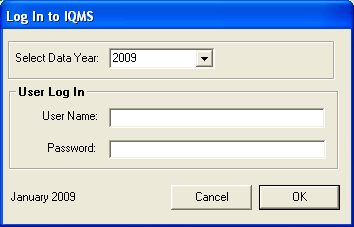 Log In to IQMS
Select Data Year: 2009
User Log In
User Name:
Password:
January 2009 Cancel OK